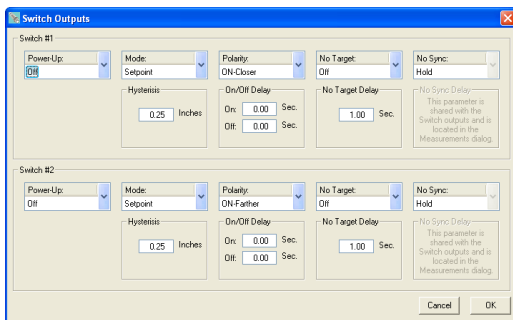 Switch Outputs
Switch #1
Power-Up: Mode: Polarity: No Target: No Sync:
Off Setpoint ON-Closer Off Hold
Hysterisis On/Off Delay No Target Delay No Sync Delay
0.25 Inches On: 0.00 Sec. 1.00 Sec. This parameter is
shared with the
Off: 0.00 Sec. Switch outputs and is
located in the
Measurements dialog.
Switch #2
Power-Up: Mode: Polarity: No Target: No Sync:
Off Setpoint ON-Farther Off Hold
Hysterisis On/Off Delay No Target Delay No Sync Delay
0.25 Inches On: 0.00 Sec. 1.00 Sec. This parameter is
shared with the
Off: 0.00 Sec. Switch outputs and is
located in the
Measurements dialog.
Cancel OK